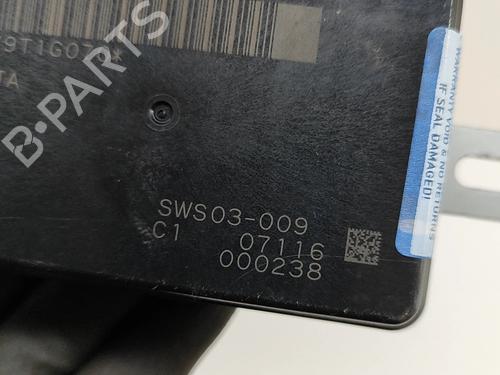 9T1G07 *
TA
B-PARTS
WARRANTY VOID & NO RETURNS
IF SEAL DAMAGED!
SWS03-009
C1 07116
000238